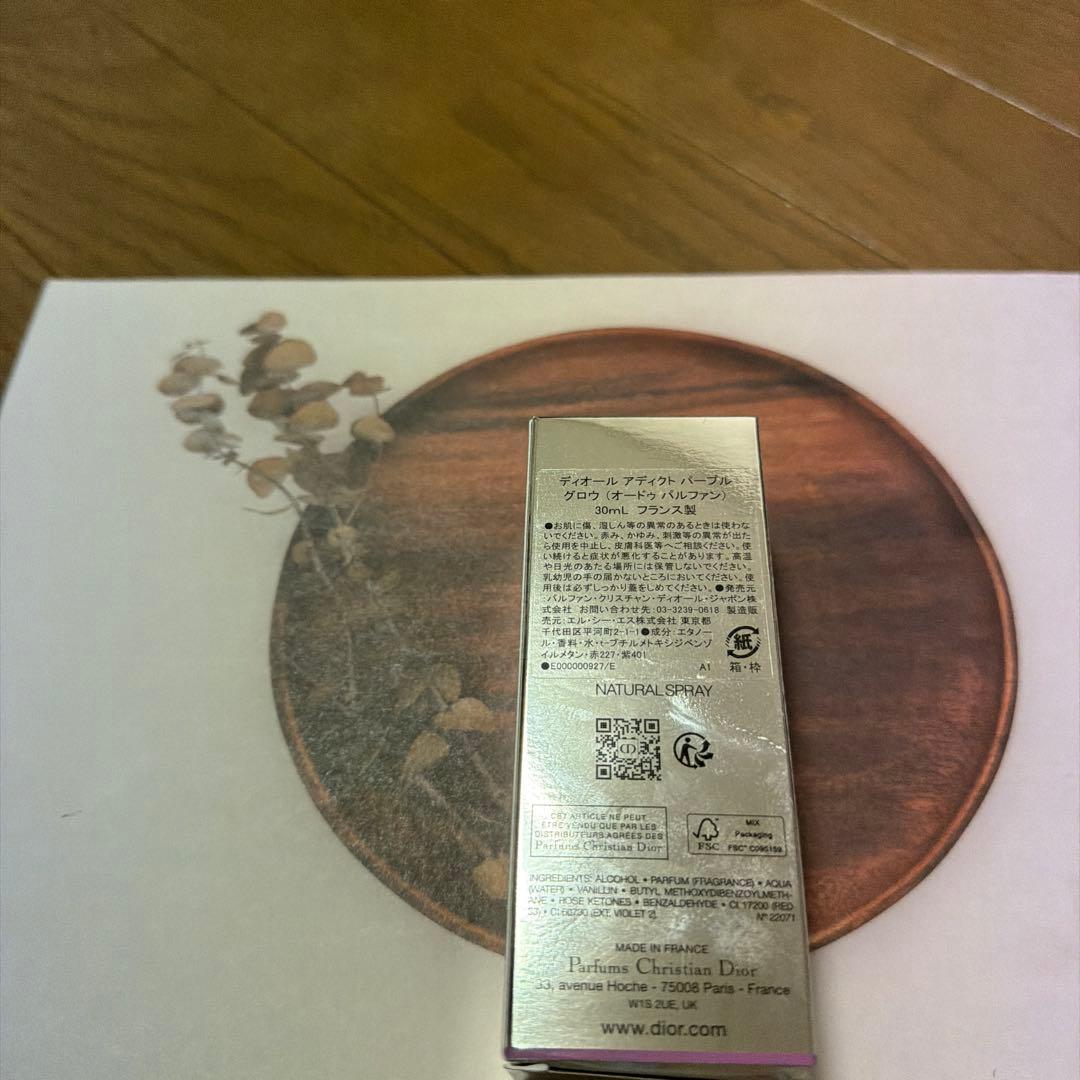 ディオール アディクト パープル
グロウ (オードゥ パルファン)
30mL フランス製
●お肌に傷、湿しん等の異常のあるときは使わな
いでください。赤み、かゆみ、刺激等の異常が出た
ら使用を中止し、皮膚科医等へご相談ください。使
い続けると症状が悪化することがあります。高温
や日光のあたる場所には保管しないでください。
乳幼児の手の届かないところにおいてください。使
用後は必ずしっかり蓋をしめてください。●発売元
:パルファン・クリスチャン・ディオール・ジャポン株
式会社 お問い合わせ先:03-3239-0618 製造販
売元:エル・シー・エス株式会社 東京都
千代田区平河町2-1-1●成分:エタノー
ル・香料・水・t-ブチルメトキシジベンゾ
イルメタン・赤227・紫401
●E000000927/E A1
紙
箱・枠
NATURAL SPRAY
CET ARTICLE NE PEUT
ÊTRE VENDU QUE PAR LES
DISTRIBUTEURS AGRÉÉS DES
Parfums Christian Dior
FSC
MIX
Packaging
FSC® C095159
INGREDIENTS: ALCOHOL • PARFUM (FRAGRANCE) • AQUA
(WATER) • VANILLIN • BUTYL METHOXYDIBENZOYLMETH-
ANE • ROSE KETONES • BENZALDEHYDE • CI 17200 (RED
33) • CI 60730 (EXT. VIOLET 2). N° 22071
MADE IN FRANCE
Parfums Christian Dior
33, avenue Hoche - 75008 Paris - France
W1S 2UE, UK
www.dior.com